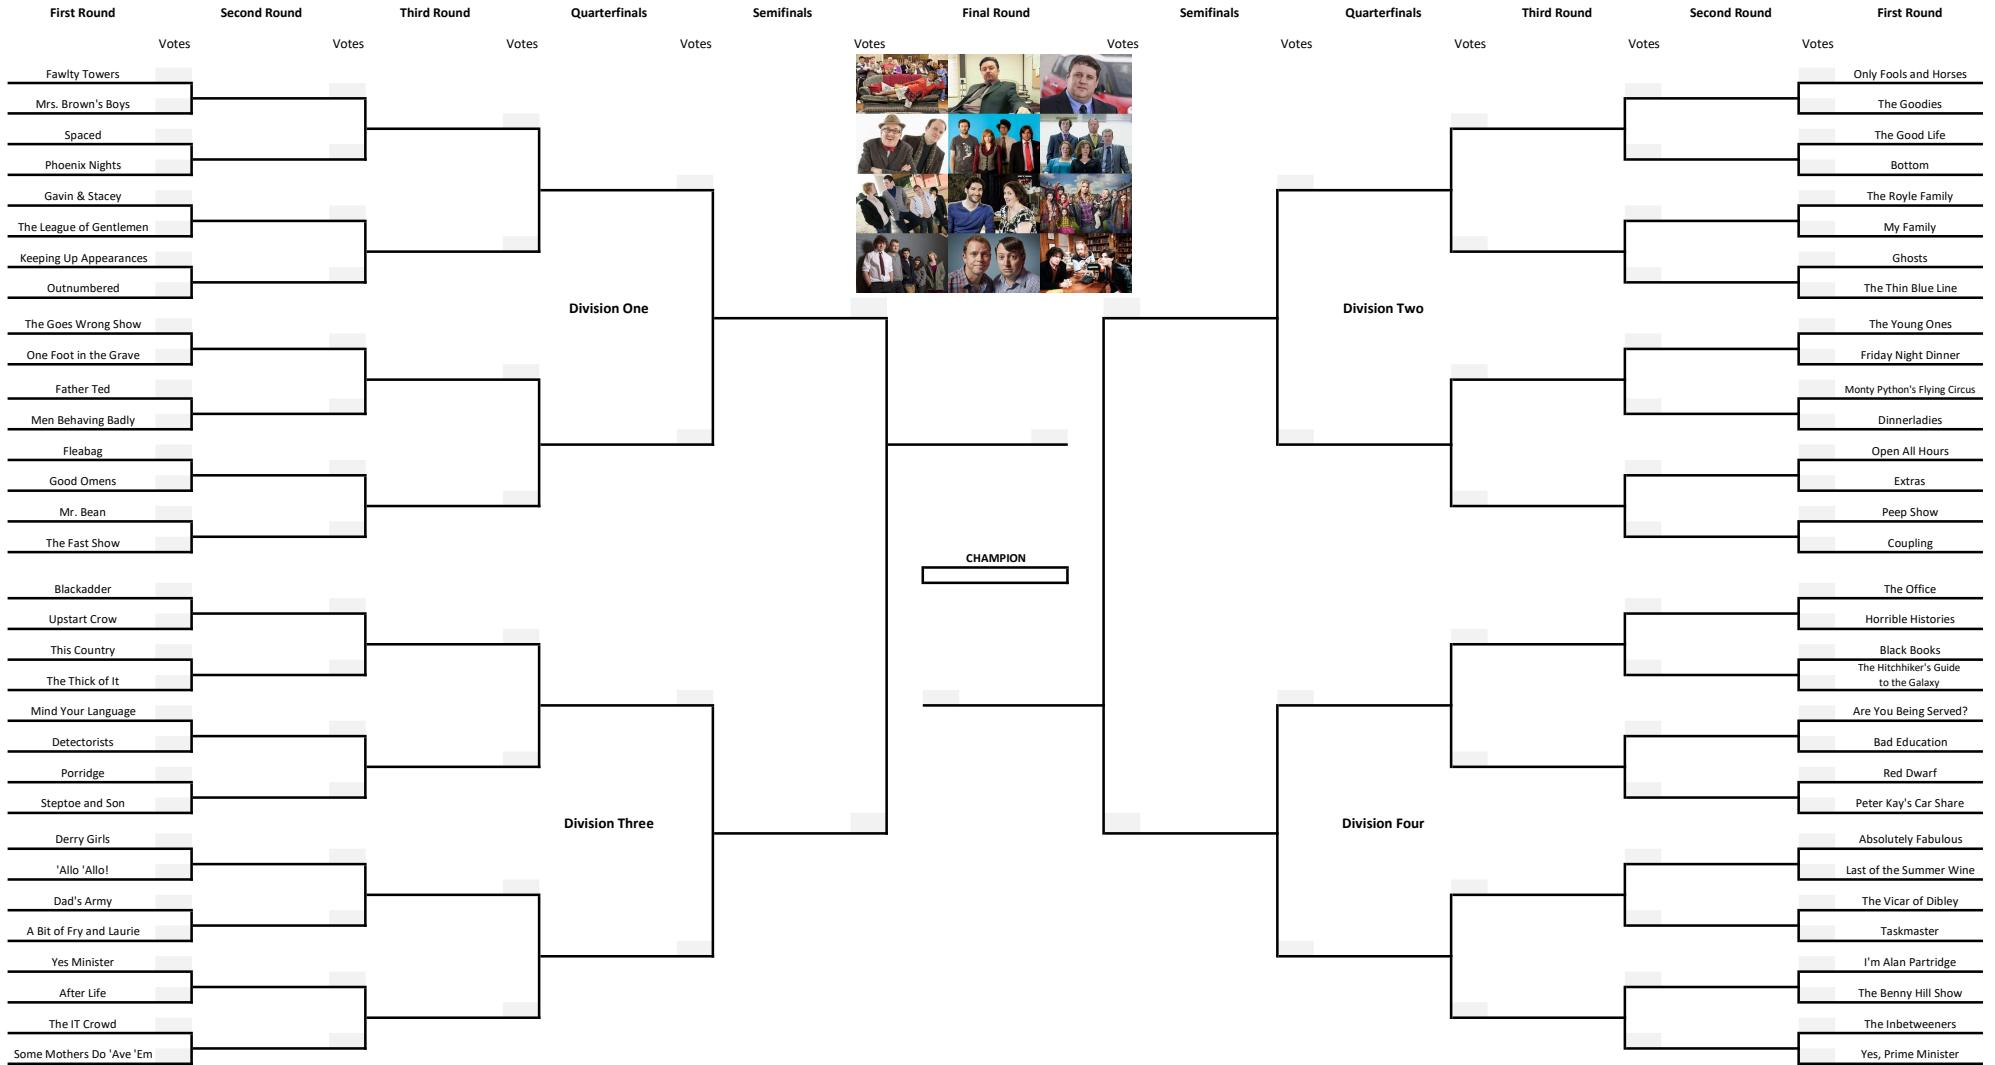 First Round
Second Round
Third Round
Quarterfinals
Semifinals
Final Round
Semifinals
Quarterfinals
Third Round
Second Round
First Round
Votes
Votes
Votes
Votes
Votes
Votes
Votes
Votes
Votes
Votes
Fawlty Towers
Mrs. Brown's Boys
Spaced
Phoenix Nights
Gavin & Stacey
The League of Gentlemen
Keeping Up Appearances
Outnumbered
The Goes Wrong Show
One Foot in the Grave
Father Ted
Men Behaving Badly
Fleabag
Good Omens
Mr. Bean
The Fast Show
Division One
Blackadder
Upstart Crow
This Country
The Thick of It
Mind Your Language
Detectorists
Porridge
Steptoe and Son
Derry Girls
'Allo 'Allo!
Dad's Army
A Bit of Fry and Laurie
Yes Minister
After Life
The IT Crowd
Some Mothers Do 'Ave 'Em
Division Three
CHAMPION
Only Fools and Horses
The Goodies
The Good Life
Bottom
The Royle Family
My Family
Ghosts
The Thin Blue Line
The Young Ones
Friday Night Dinner
Monty Python's Flying Circus
Dinnerladies
Open All Hours
Extras
Peep Show
Coupling
Division Two
The Office
Horrible Histories
Black Books
The Hitchhiker's Guide
to the Galaxy
Are You Being Served?
Bad Education
Red Dwarf
Peter Kay's Car Share
Absolutely Fabulous
Last of the Summer Wine
The Vicar of Dibley
Taskmaster
I'm Alan Partridge
The Benny Hill Show
The Inbetweeners
Yes, Prime Minister
Division Four